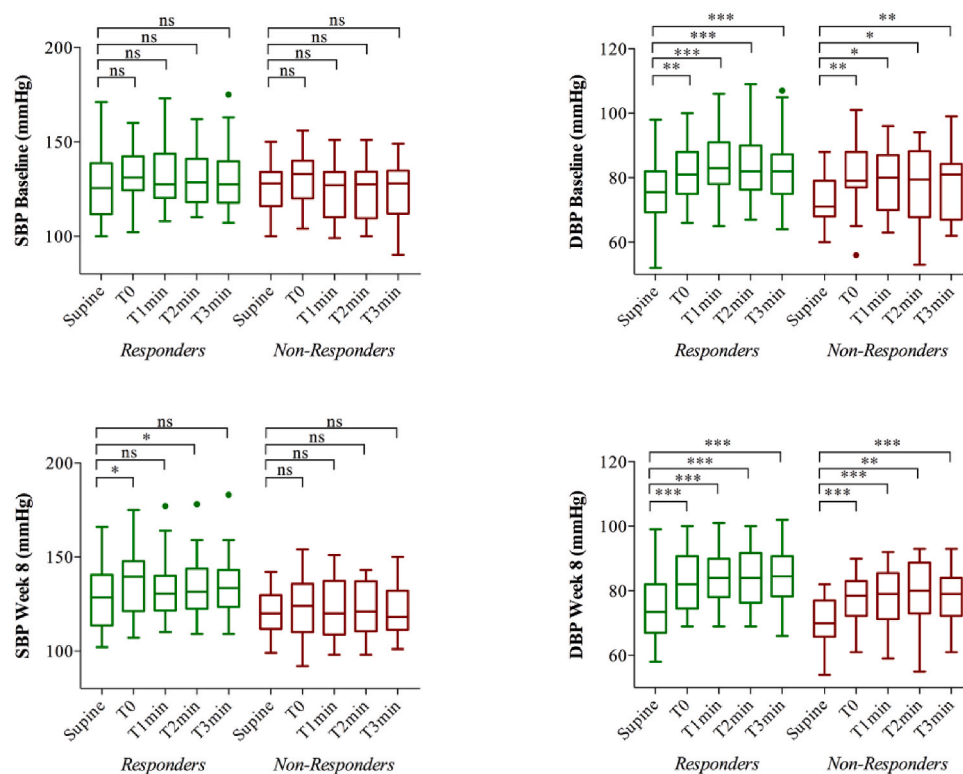 ns
ns
ns
ns
ns
ns
ns
ns
SBP Baseline (mmHg)
200
150
100
Supine T0 T1min T2min T3min Supine T0 T1min T2min T3min
Responders Non-Responders
***
***
***
**
**
*
*
**
DBP Baseline (mmHg)
120
100
80
60
Supine T0 T1min T2min T3min Supine T0 T1min T2min T3min
Responders Non-Responders
ns
*
ns
*
ns
ns
ns
ns
SBP Week 8 (mmHg)
200
150
100
Supine T0 T1min T2min T3min Supine T0 T1min T2min T3min
Responders Non-Responders
***
***
***
***
***
**
***
***
DBP Week 8 (mmHg)
120
100
80
60
Supine T0 T1min T2min T3min Supine T0 T1min T2min T3min
Responders Non-Responders